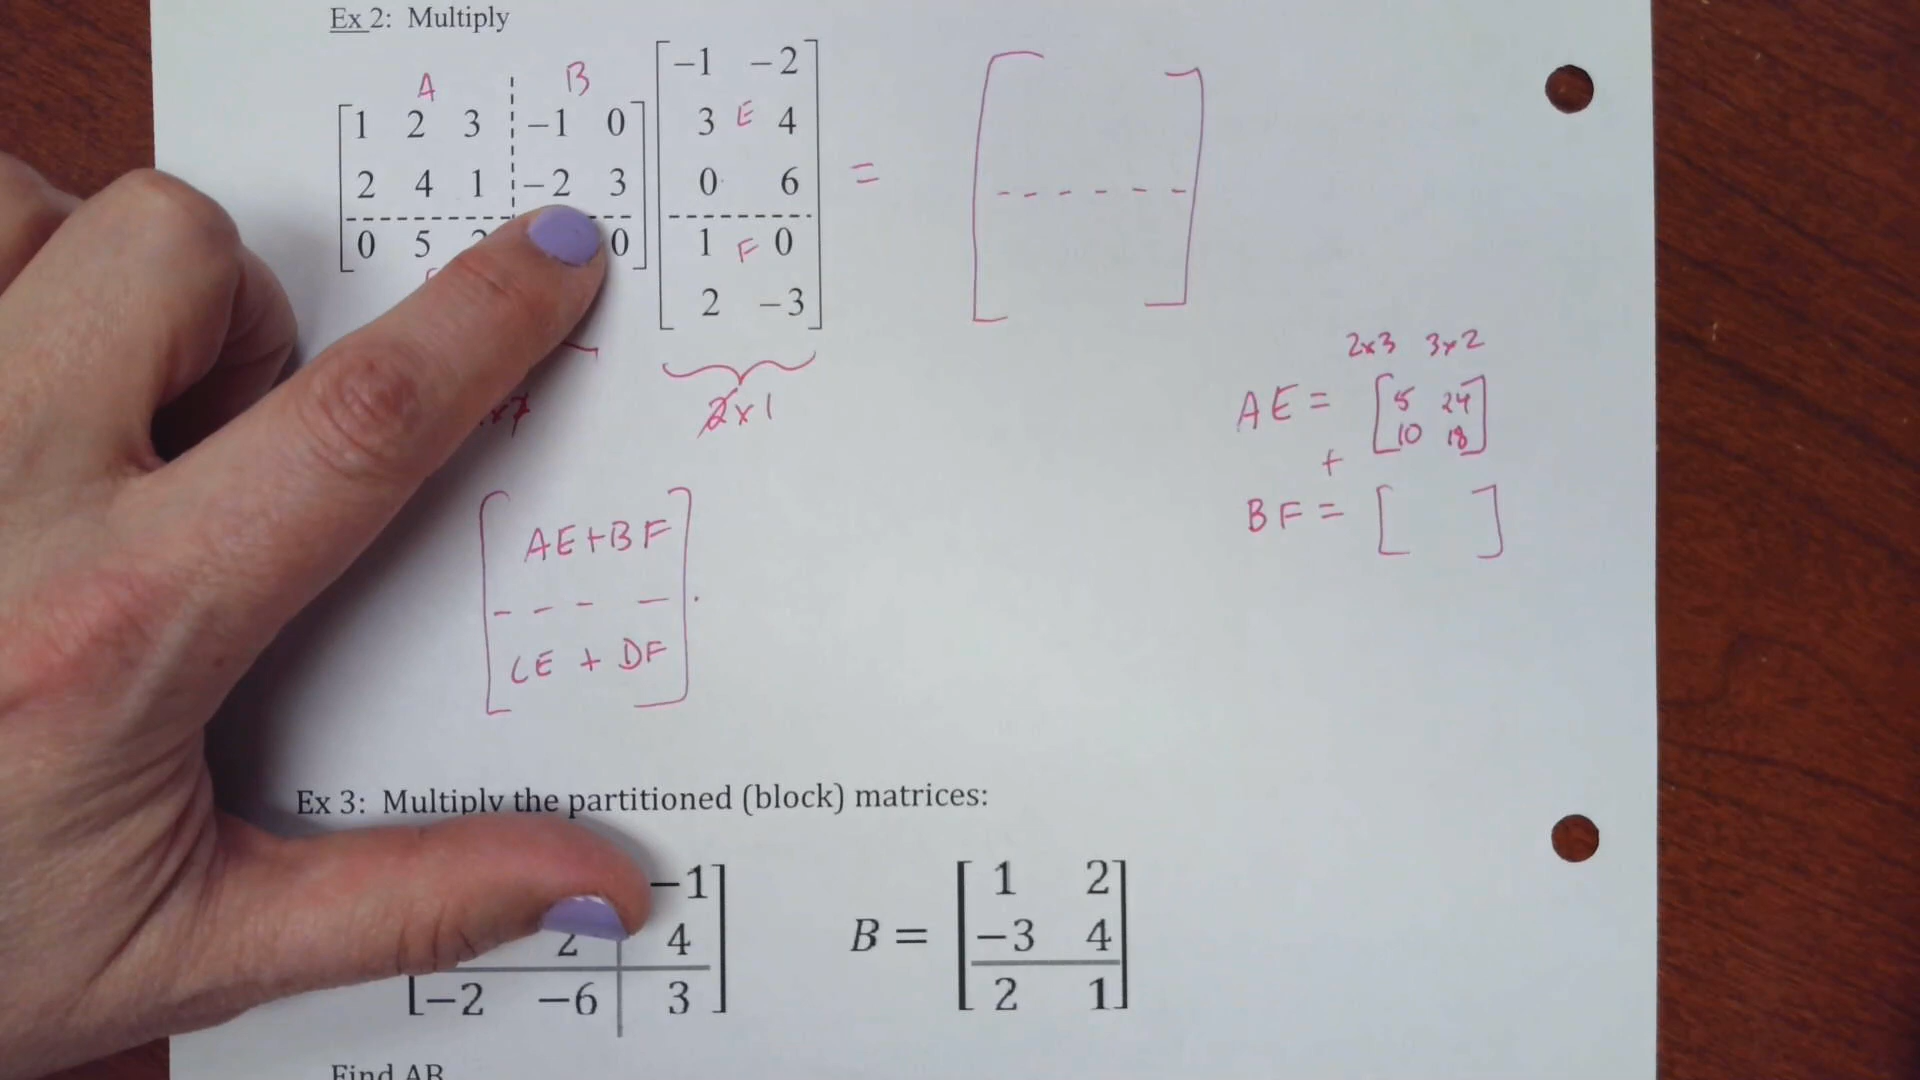 Ex 2: Multiply
A B
1 2 3 -1 0
2 4 1 -2 3
0 5 0
-1 -2
3 E 4
0 6
1 F 0
2 -3
=
2x1
2x3 3x2
AE = [5 24
10 18]
+
BF = [ ]
AE+BF
CE + DF
Ex 3: Multiply the partitioned (block) matrices:
-1
2 4
-2 -6 3
B =
1 2
-3 4
2 1
Find AB